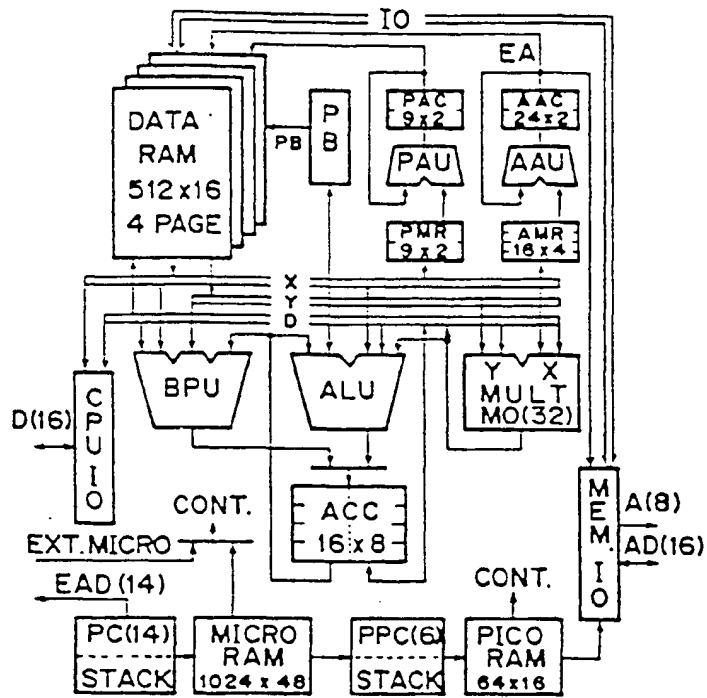 IO
EA
DATA
RAM
512x16
4 PAGE
PB
PB
PAC
9x2
AAC
24x2
PAU
AAU
PMR
9x2
AMR
16x4
X
Y
D
CPU IO
BPU
ALU
Y X
MULT
MO(32)
D(16)
CONT.
ACC
16x8
MEM. IO
A(8)
AD(16)
EXT.MICRO
EAD(14)
CONT.
PC(14)
STACK
MICRO
RAM
1024 x 48
PPC(6)
STACK
PICO
RAM
64x16